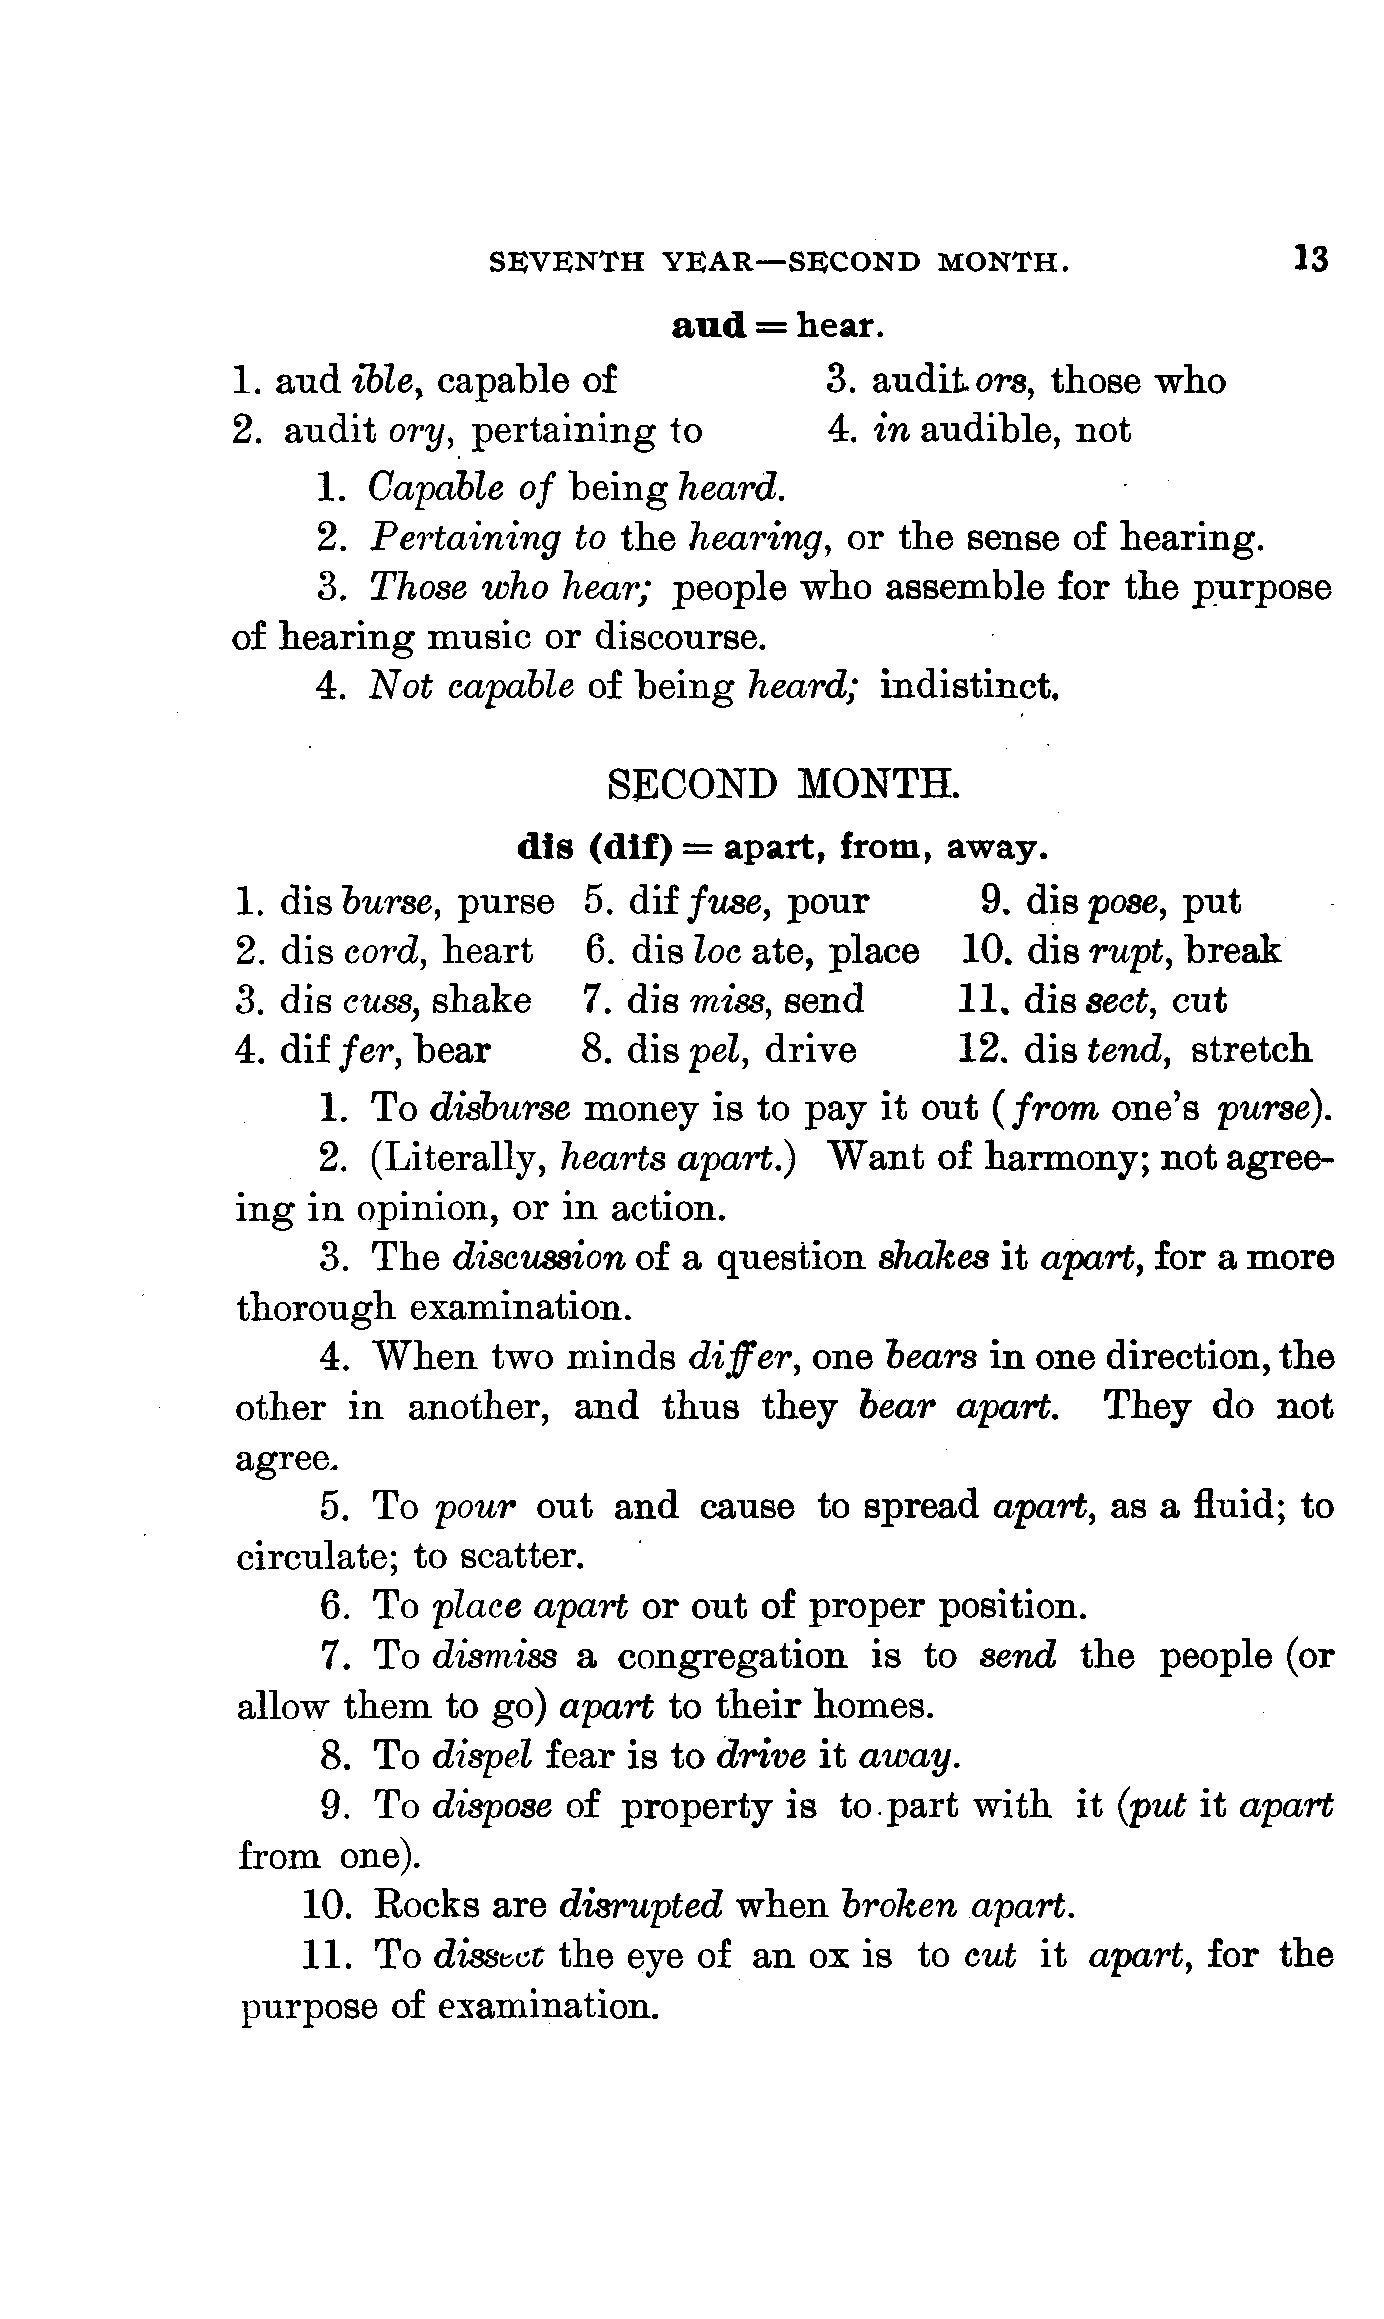 SEVENTH YEAR—SECOND MONTH. 13
aud = hear.
1. aud ible, capable of 3. audit ors, those who
2. audit ory, pertaining to 4. in audible, not
1. Capable of being heard.
2. Pertaining to the hearing, or the sense of hearing.
3. Those who hear; people who assemble for the purpose
of hearing music or discourse.
4. Not capable of being heard; indistinct.
SECOND MONTH.
dis (dif) = apart, from, away.
1. dis burse, purse 5. dif fuse, pour 9. dis pose, put
2. dis cord, heart 6. dis loc ate, place 10. dis rupt, break
3. dis cuss, shake 7. dis miss, send 11. dis sect, cut
4. dif fer, bear 8. dis pel, drive 12. dis tend, stretch
1. To disburse money is to pay it out (from one's purse).
2. (Literally, hearts apart.) Want of harmony; not agree-
ing in opinion, or in action.
3. The discussion of a question shakes it apart, for a more
thorough examination.
4. When two minds differ, one bears in one direction, the
other in another, and thus they bear apart. They do not
agree.
5. To pour out and cause to spread apart, as a fluid; to
circulate; to scatter.
6. To place apart or out of proper position.
7. To dismiss a congregation is to send the people (or
allow them to go) apart to their homes.
8. To dispel fear is to drive it away.
9. To dispose of property is to part with it (put it apart
from one).
10. Rocks are disrupted when broken apart.
11. To dissect the eye of an ox is to cut it apart, for the
purpose of examination.